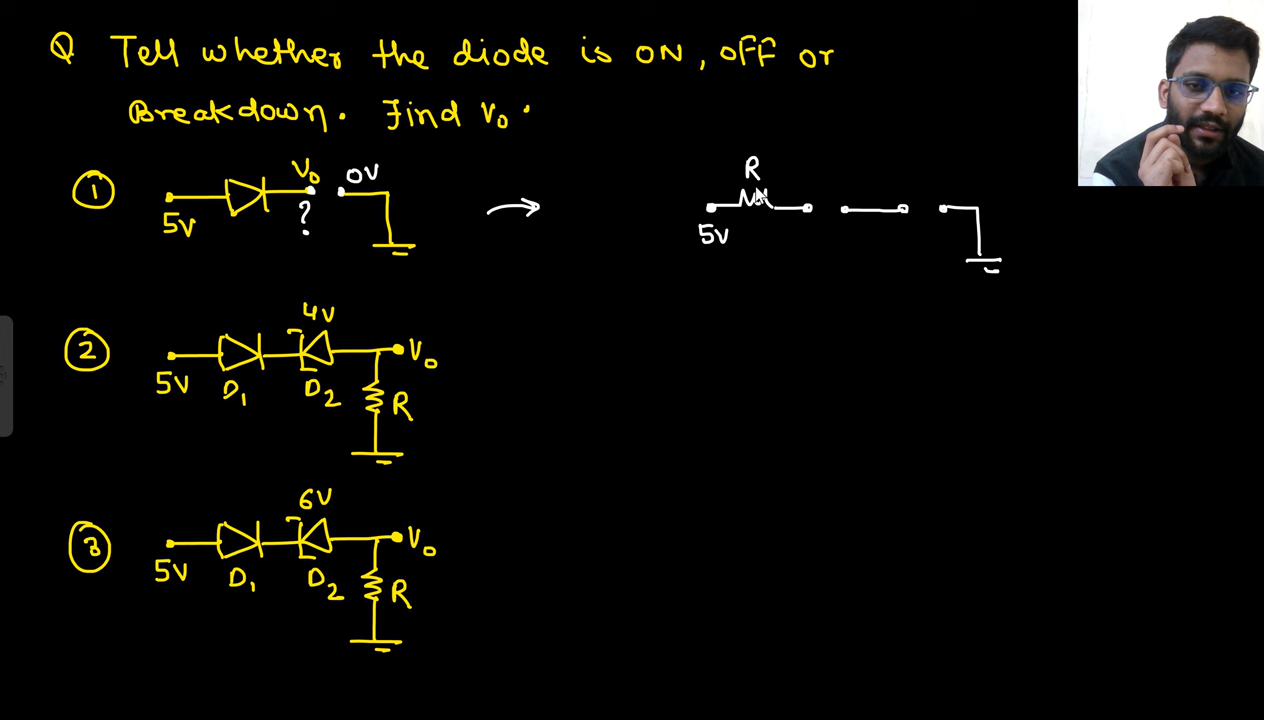 Q Tell whether the diode is ON, OFF or
Breakdown. Find V₀.
① 5V V₀ ? 0V
R 5V
② 5V D₁ 4V D₂ V₀ R
③ 5V D₁ 6V D₂ V₀ R